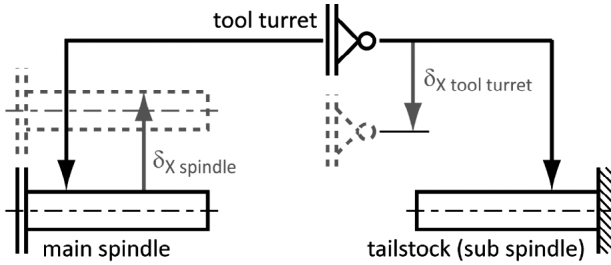 tool turret
δX tool turret
δX spindle
main spindle
tailstock (sub spindle)